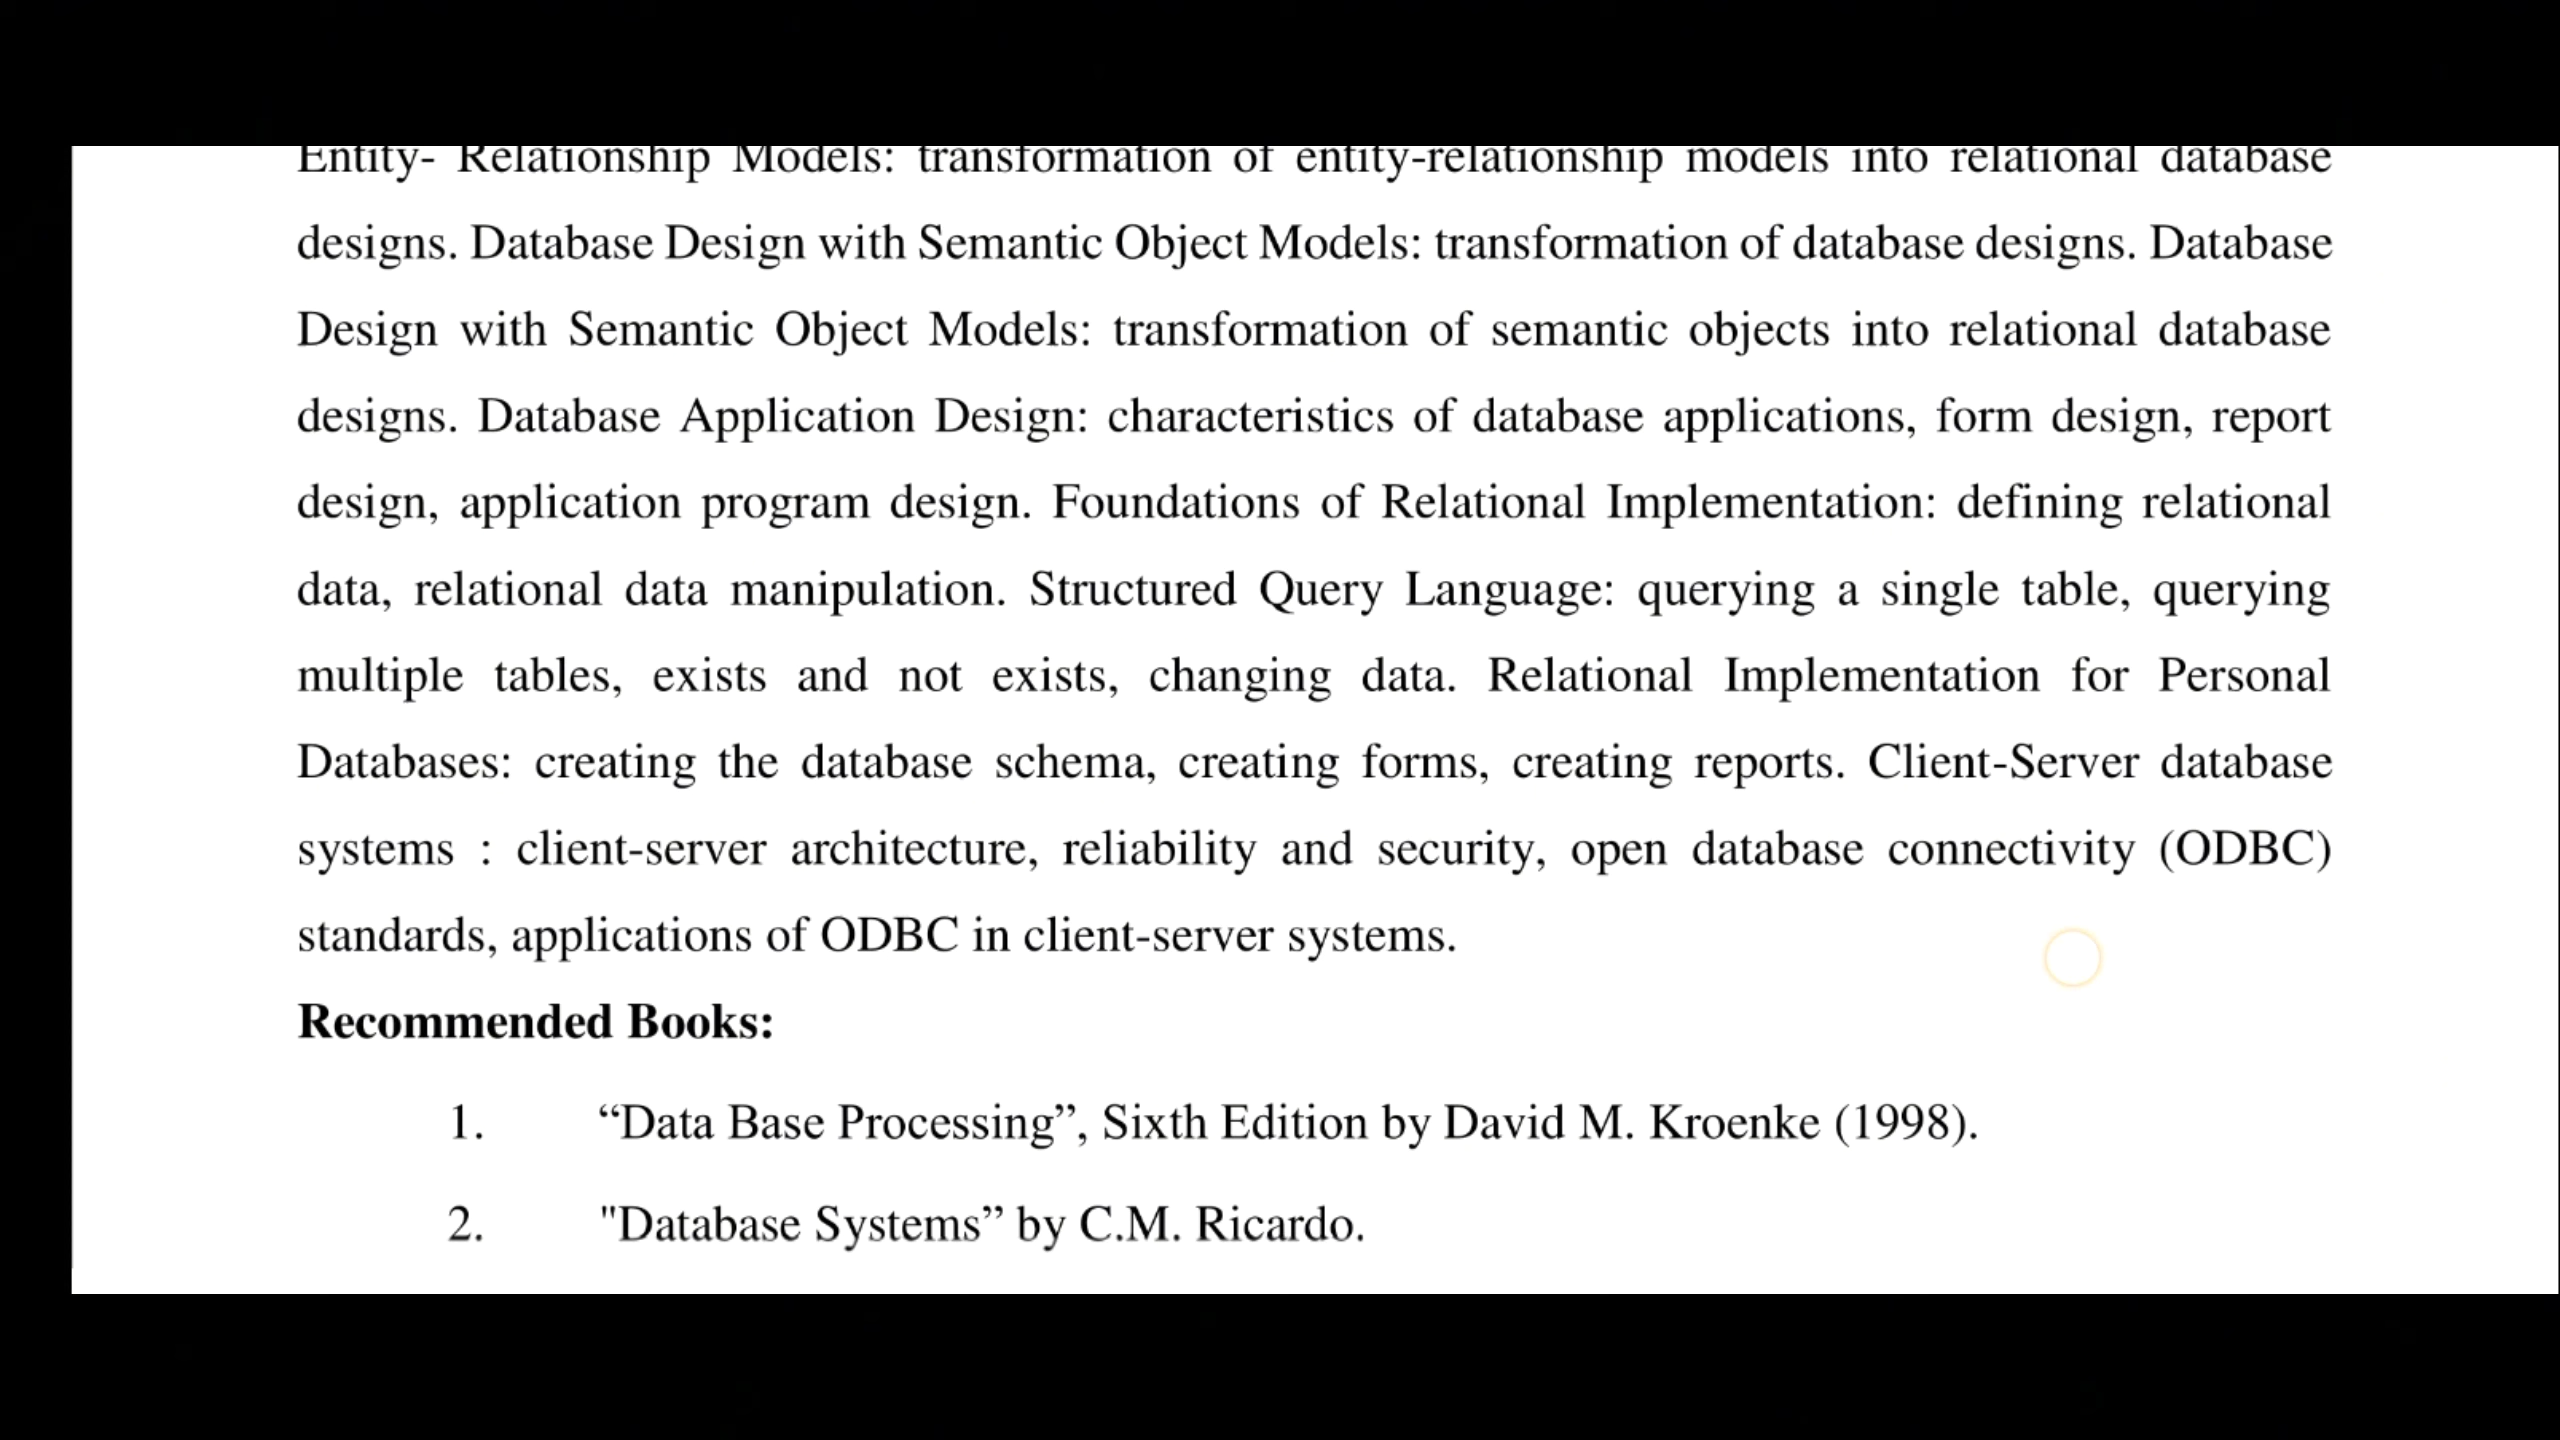 Entity- Relationship Models: transformation of entity-relationship models into relational database
designs. Database Design with Semantic Object Models: transformation of database designs. Database
Design with Semantic Object Models: transformation of semantic objects into relational database
designs. Database Application Design: characteristics of database applications, form design, report
design, application program design. Foundations of Relational Implementation: defining relational
data, relational data manipulation. Structured Query Language: querying a single table, querying
multiple tables, exists and not exists, changing data. Relational Implementation for Personal
Databases: creating the database schema, creating forms, creating reports. Client-Server database
systems : client-server architecture, reliability and security, open database connectivity (ODBC)
standards, applications of ODBC in client-server systems.
Recommended Books:
1. “Data Base Processing”, Sixth Edition by David M. Kroenke (1998).
2. "Database Systems” by C.M. Ricardo.